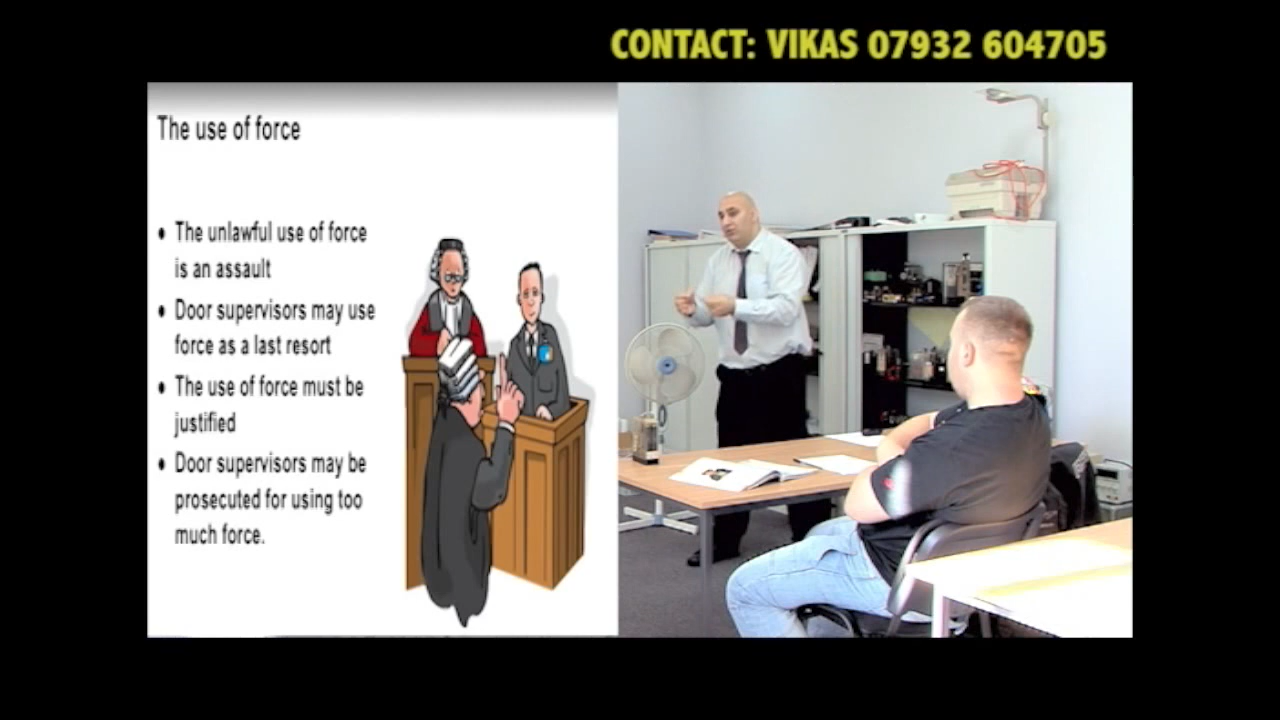 CONTACT: VIKAS 07932 604705
The use of force
• The unlawful use of force
is an assault
• Door supervisors may use
force as a last resort
• The use of force must be
justified
• Door supervisors may be
prosecuted for using too
much force.